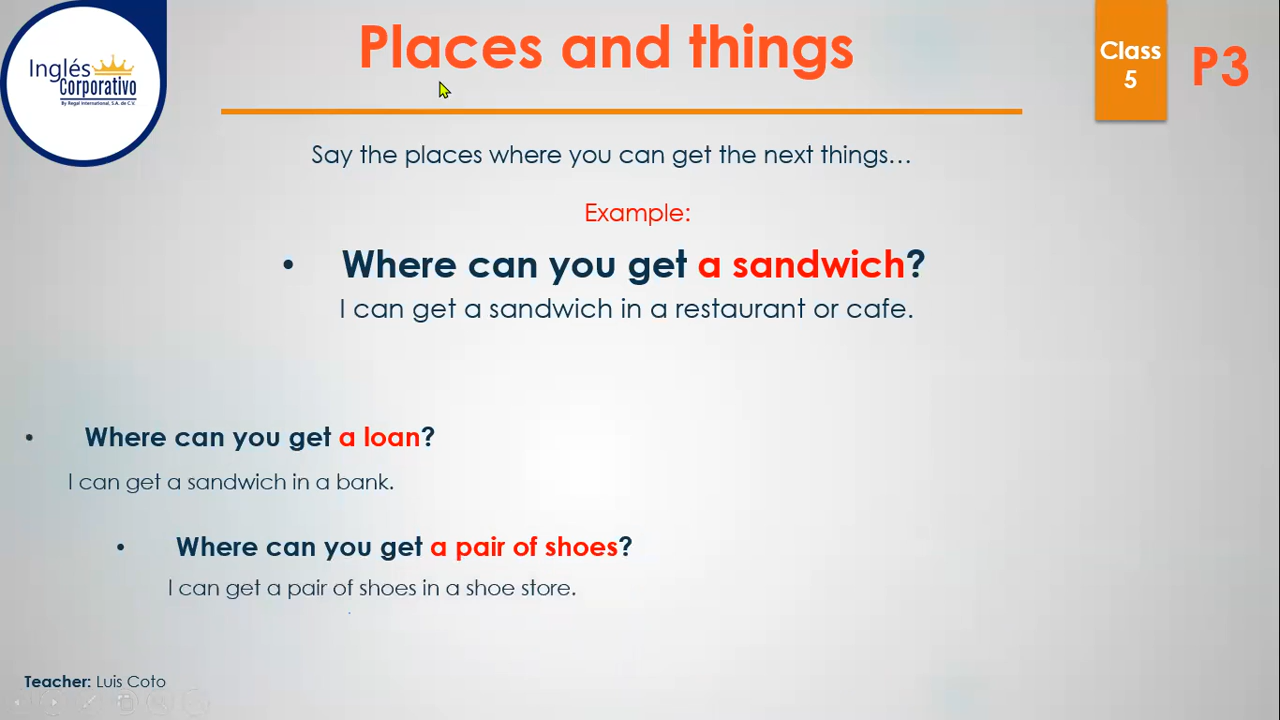 Inglés
Corporativo
By Regal International, S.A. de C.V.
Places and things
Class
5
P3
Say the places where you can get the next things...
Example:
• Where can you get a sandwich?
I can get a sandwich in a restaurant or cafe.
• Where can you get a loan?
I can get a sandwich in a bank.
• Where can you get a pair of shoes?
I can get a pair of shoes in a shoe store.
Teacher: Luis Coto